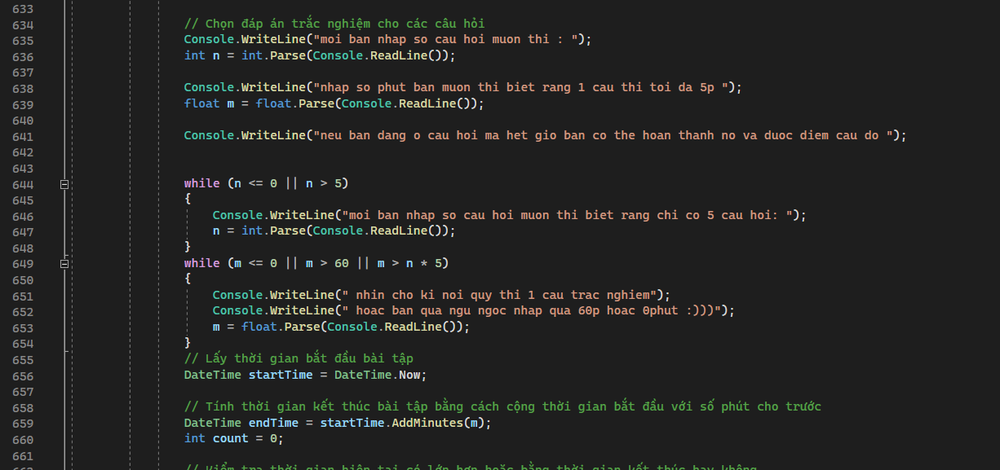 633
634 // Chọn đáp án trắc nghiệm cho các câu hỏi
635 Console.WriteLine("moi ban nhap so cau hoi muon thi : ");
636 int n = int.Parse(Console.ReadLine());
637
638 Console.WriteLine("nhap so phut ban muon thi biet rang 1 cau thi toi da 5p ");
639 float m = float.Parse(Console.ReadLine());
640
641 Console.WriteLine("neu ban dang o cau hoi ma het gio ban co the hoan thanh no va duoc diem cau do ");
642
643
644 while (n <= 0 || n > 5)
645 {
646 Console.WriteLine("moi ban nhap so cau hoi muon thi biet rang chi co 5 cau hoi: ");
647 n = int.Parse(Console.ReadLine());
648 }
649 while (m <= 0 || m > 60 || m > n * 5)
650 {
651 Console.WriteLine(" nhin cho ki noi quy thi 1 cau trac nghiem");
652 Console.WriteLine(" hoac ban qua ngu ngoc nhap qua 60p hoac 0phut :)))");
653 m = float.Parse(Console.ReadLine());
654 }
655 // Lấy thời gian bắt đầu bài tập
656 DateTime startTime = DateTime.Now;
657
658 // Tính thời gian kết thúc bài tập bằng cách cộng thời gian bắt đầu với số phút cho trước
659 DateTime endTime = startTime.AddMinutes(m);
660 int count = 0;
661
662 // Kiểm tra thời gian hiện tại có lớn hơn hoặc bằng thời gian kết thúc hay không